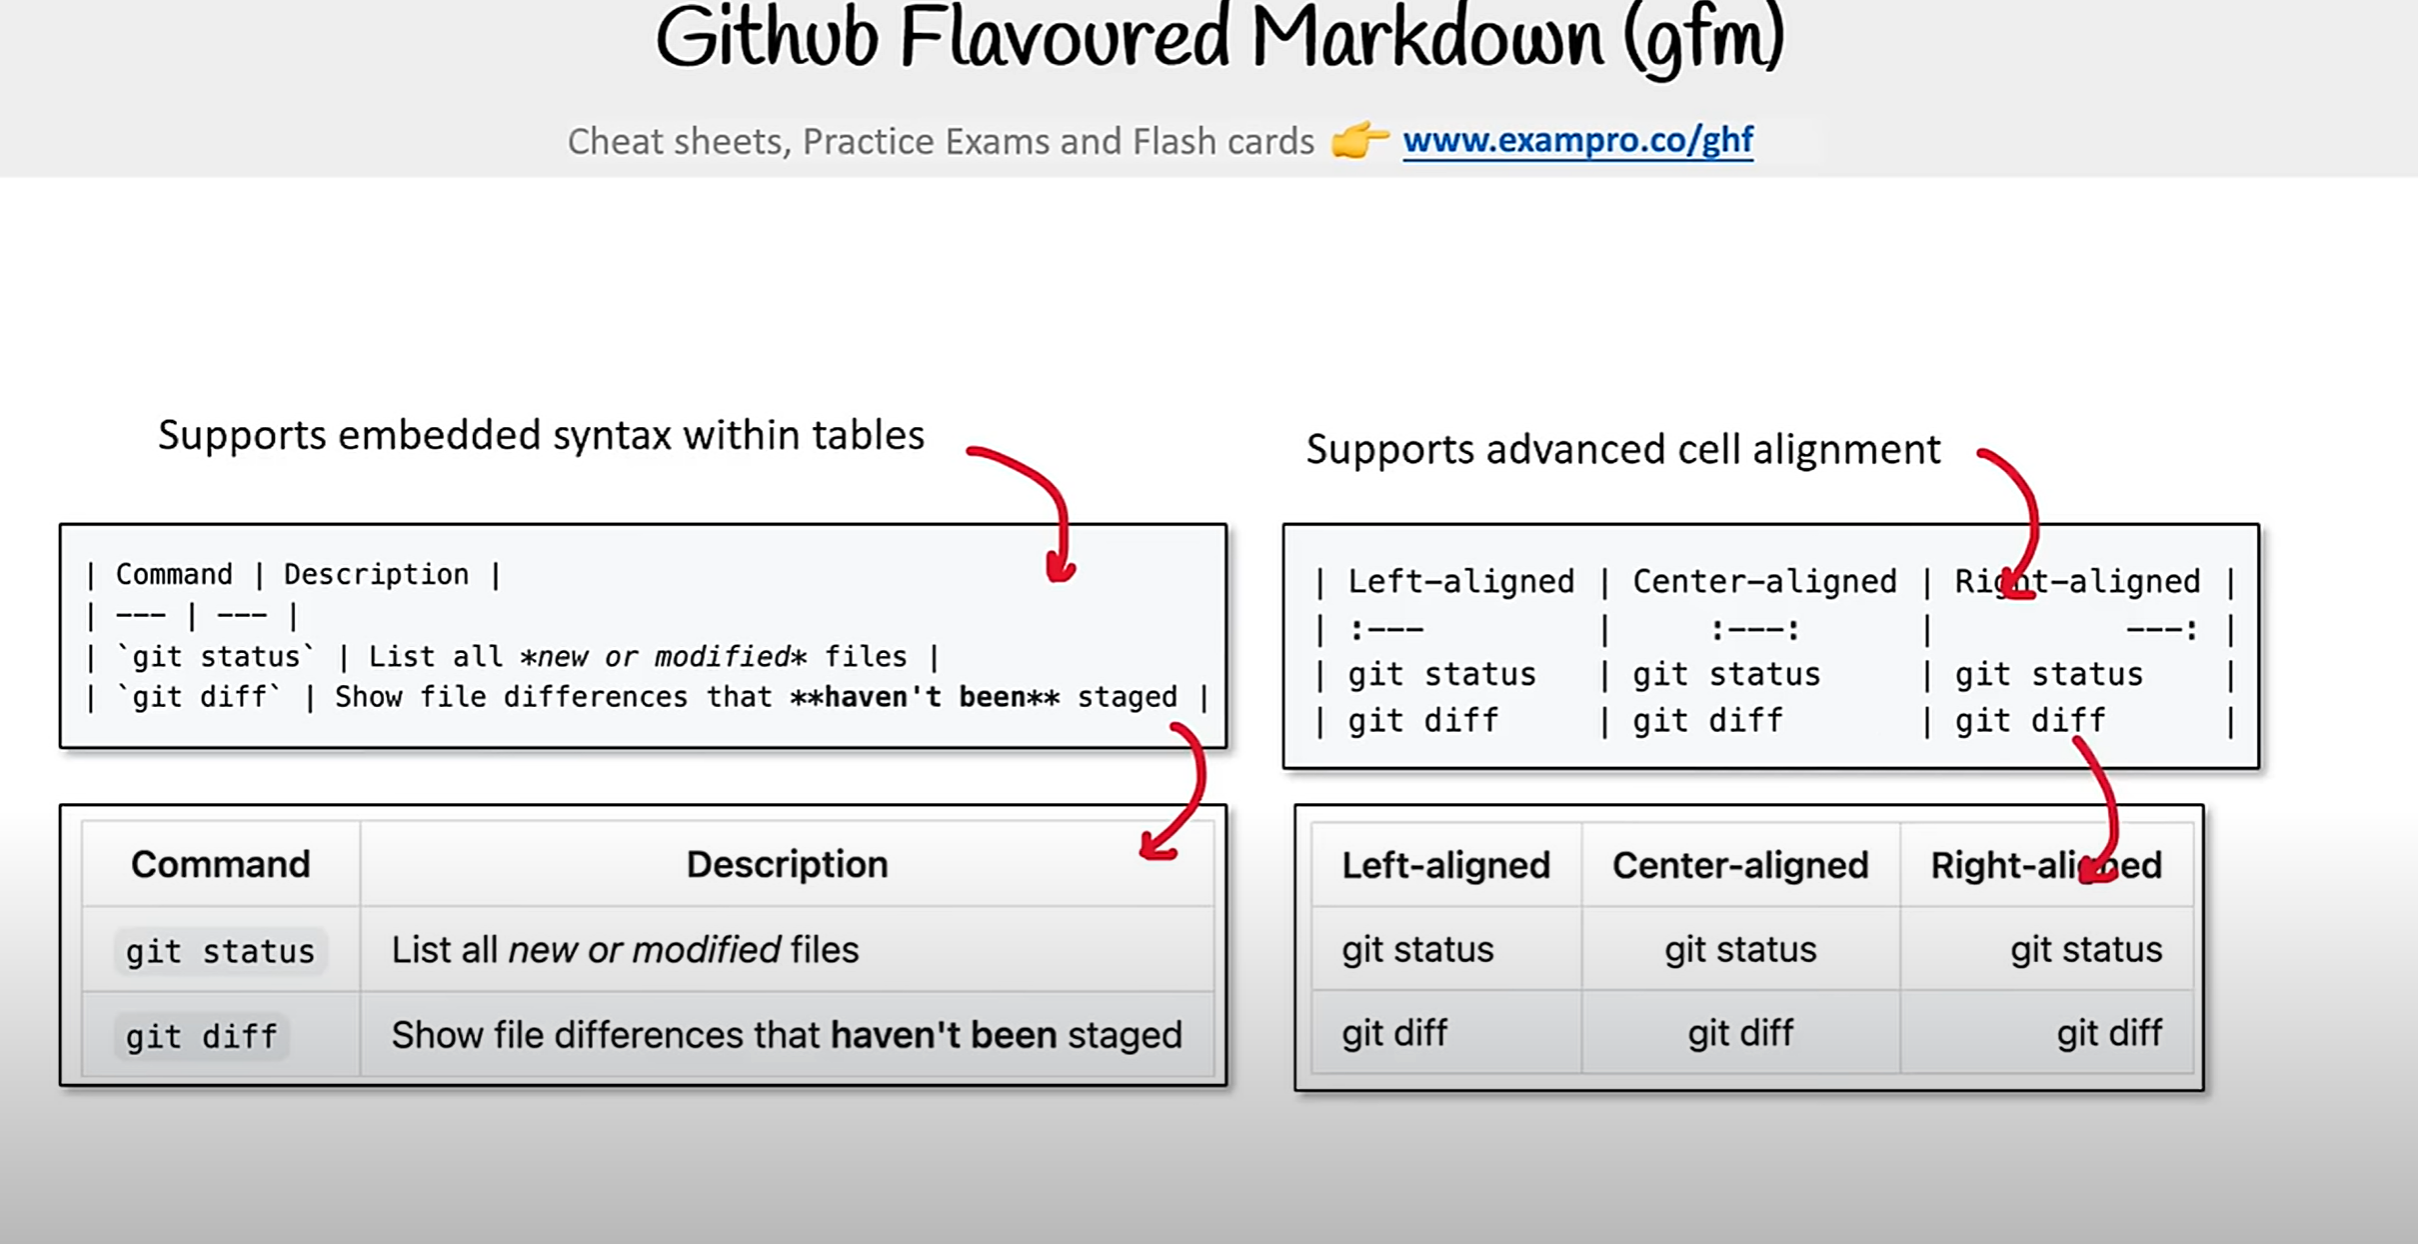 Github Flavoured Markdown (gfm)
Cheat sheets, Practice Exams and Flash cards 👉 www.exampro.co/ghf
Supports embedded syntax within tables
| Command | Description |
| --- | --- |
| `git status` | List all *new or modified* files |
| `git diff` | Show file differences that **haven't been** staged |
Command Description
git status List all new or modified files
git diff Show file differences that haven't been staged
Supports advanced cell alignment
| Left-aligned | Center-aligned | Right-aligned |
| :--- | :---: | ---: |
| git status | git status | git status |
| git diff | git diff | git diff |
Left-aligned Center-aligned Right-aligned
git status git status git status
git diff git diff git diff